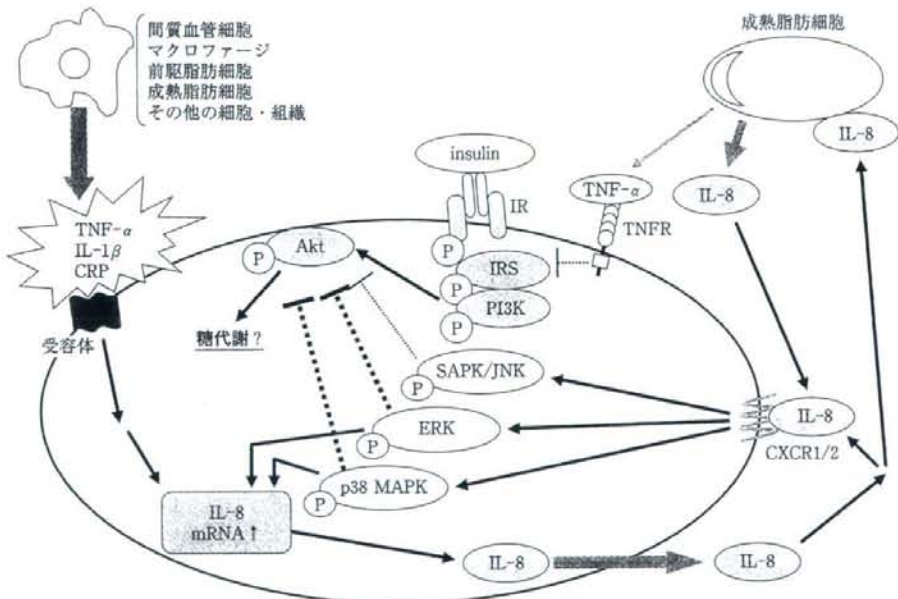 間質血管細胞
マクロファージ
前駆脂肪細胞
成熟脂肪細胞
その他の細胞・組織
成熟脂肪細胞
IL-8
insulin
TNF-α
IL-8
IR
TNFR
TNF-α
IL-1β
CRP
P
Akt
P
IRS
P
PI3K
P
糖代謝?
受容体
SAPK/JNK
P
IL-8
ERK
P
CXCR1/2
p38 MAPK
P
IL-8
mRNA↑
IL-8
IL-8